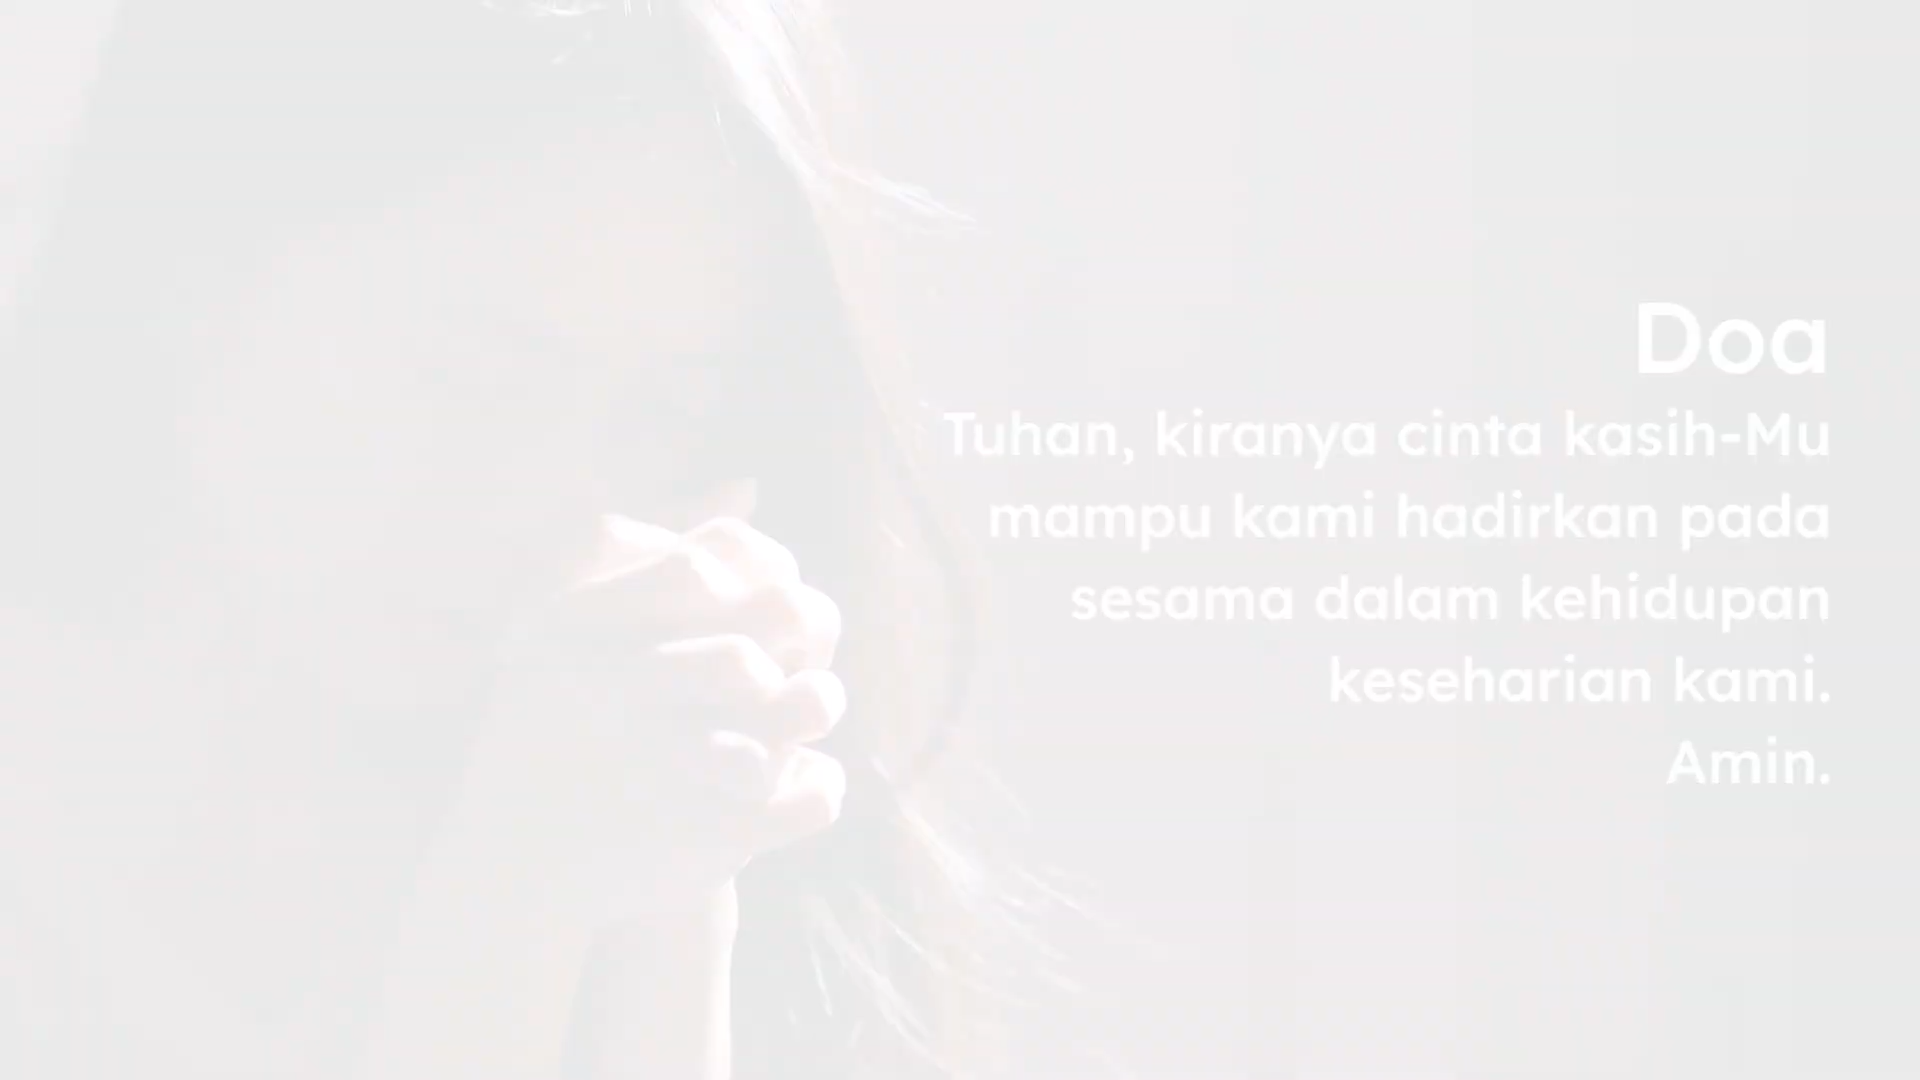 Doa
Tuhan, kiranya cinta kasih-Mu
mampu kami hadirkan pada
sesama dalam kehidupan
keseharian kami.
Amin.